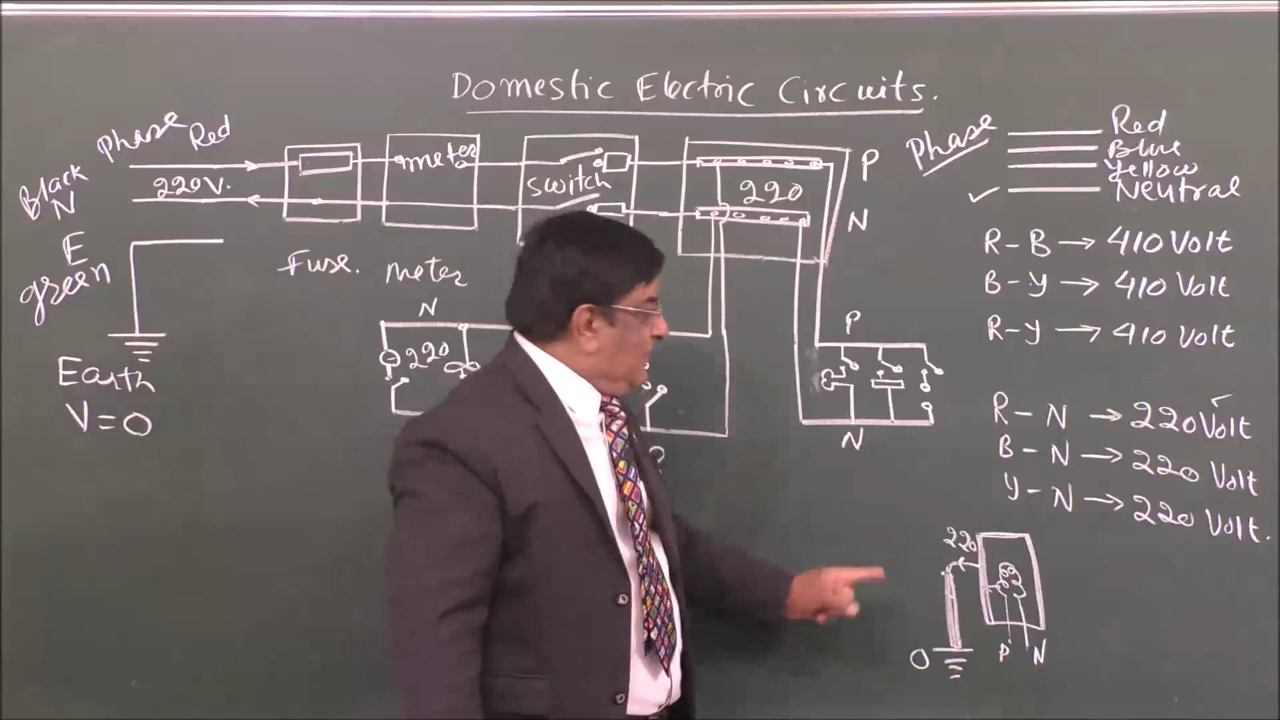 Domestic Electric Circuits.
Phase Red
Black
N
220V.
E
green
Earth
V=0
Fuse.
meter
meter
switch
220
P
N
N
220
P
N
Phase
Red
Blue
Yellow
Neutral
R-B → 410 Volt
B-Y → 410 Volt
R-Y → 410 Volt
R-N → 220 Volt
B-N → 220 Volt
Y-N → 220 Volt.
220
0
P N